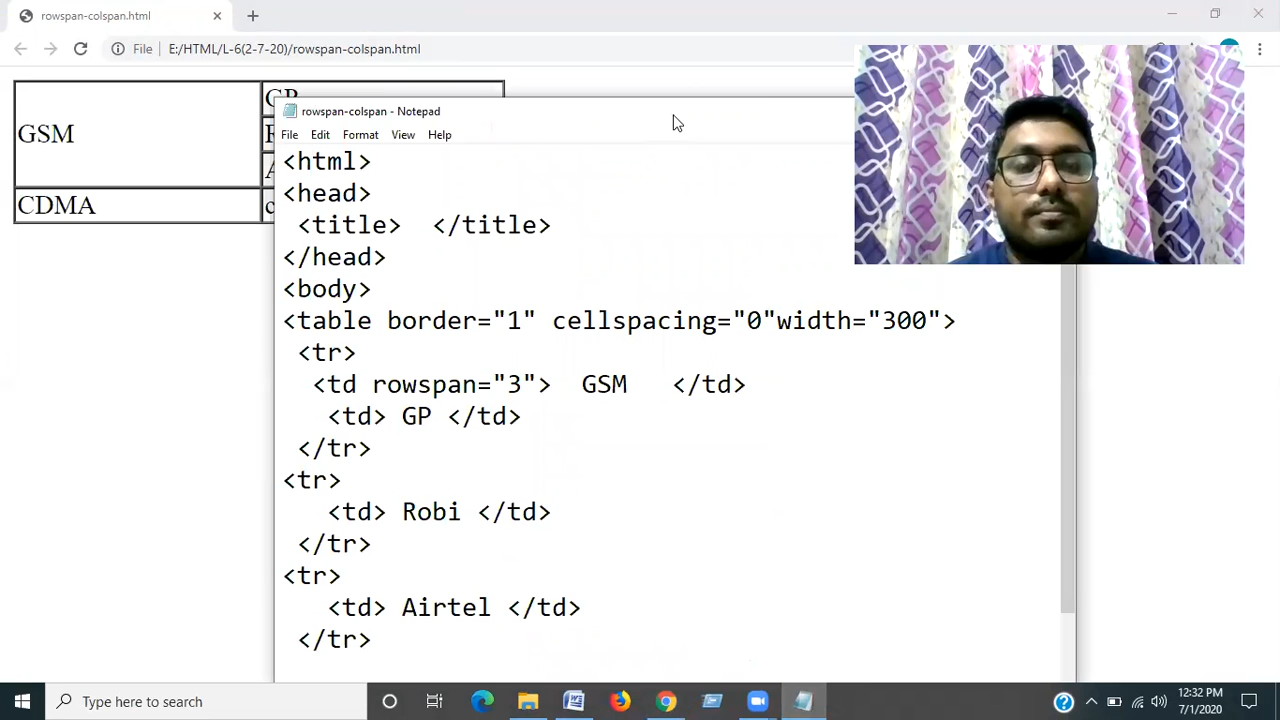 rowspan-colspan.html
File
E:/HTML/L-6(2-7-20)/rowspan-colspan.html
GSM
CDMA
rowspan-colspan - Notepad
File Edit Format View Help
<html>
<head>
<title> </title>
</head>
<body>
<table border="1" cellspacing="0"width="300">
<tr>
<td rowspan="3"> GSM </td>
<td> GP </td>
</tr>
<tr>
<td> Robi </td>
</tr>
<tr>
<td> Airtel </td>
</tr>
Type here to search
12:32 PM
7/1/2020